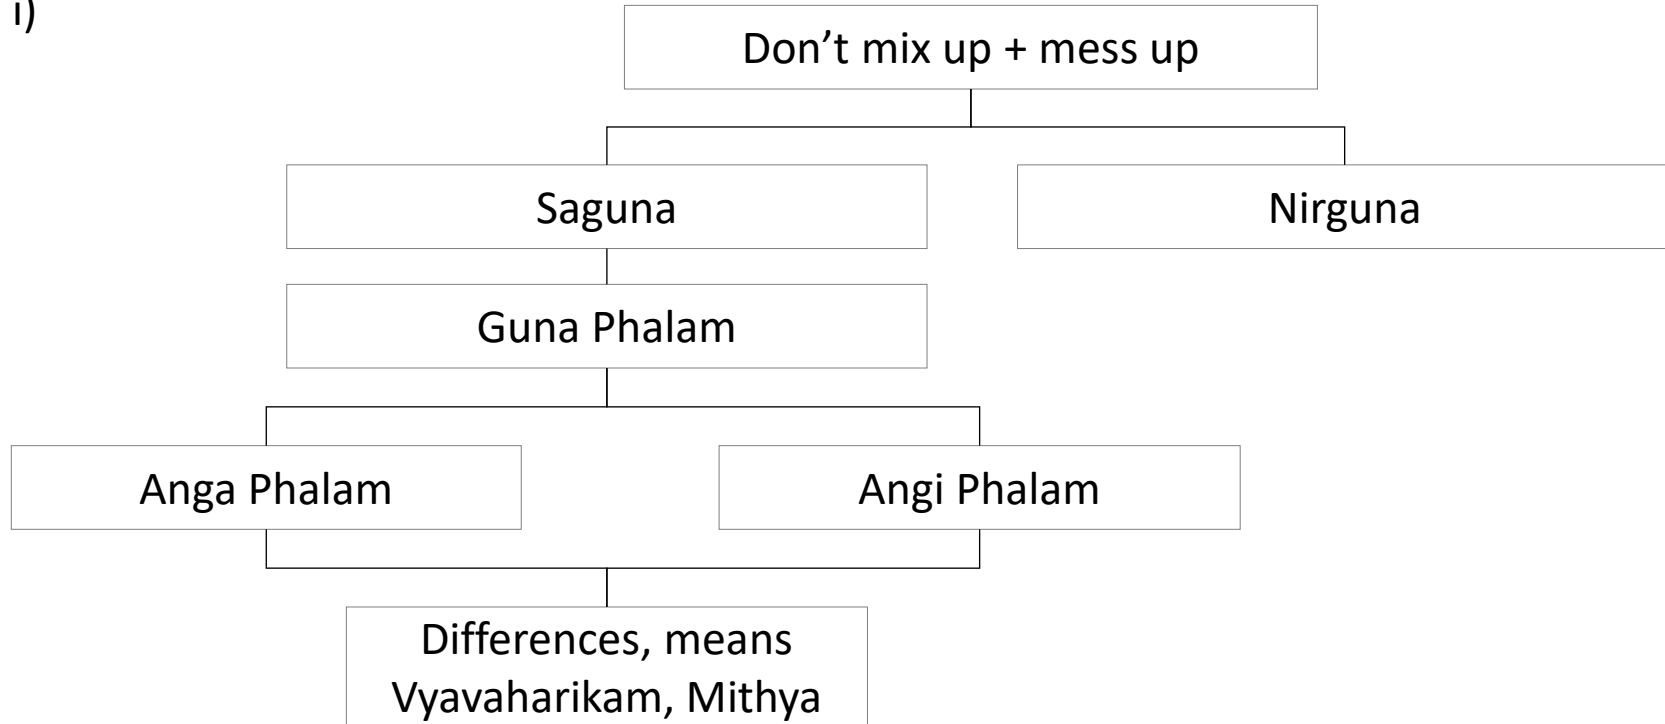 i)
Don’t mix up + mess up
Saguna
Nirguna
Guna Phalam
Anga Phalam
Angi Phalam
Differences, means
Vyavaharikam, Mithya